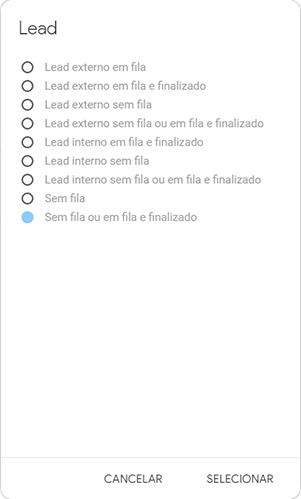 Lead
Lead externo em fila
Lead externo em fila e finalizado
Lead externo sem fila
Lead externo sem fila ou em fila e finalizado
Lead interno em fila e finalizado
Lead interno sem fila
Lead interno sem fila ou em fila e finalizado
Sem fila
Sem fila ou em fila e finalizado
CANCELAR SELECIONAR